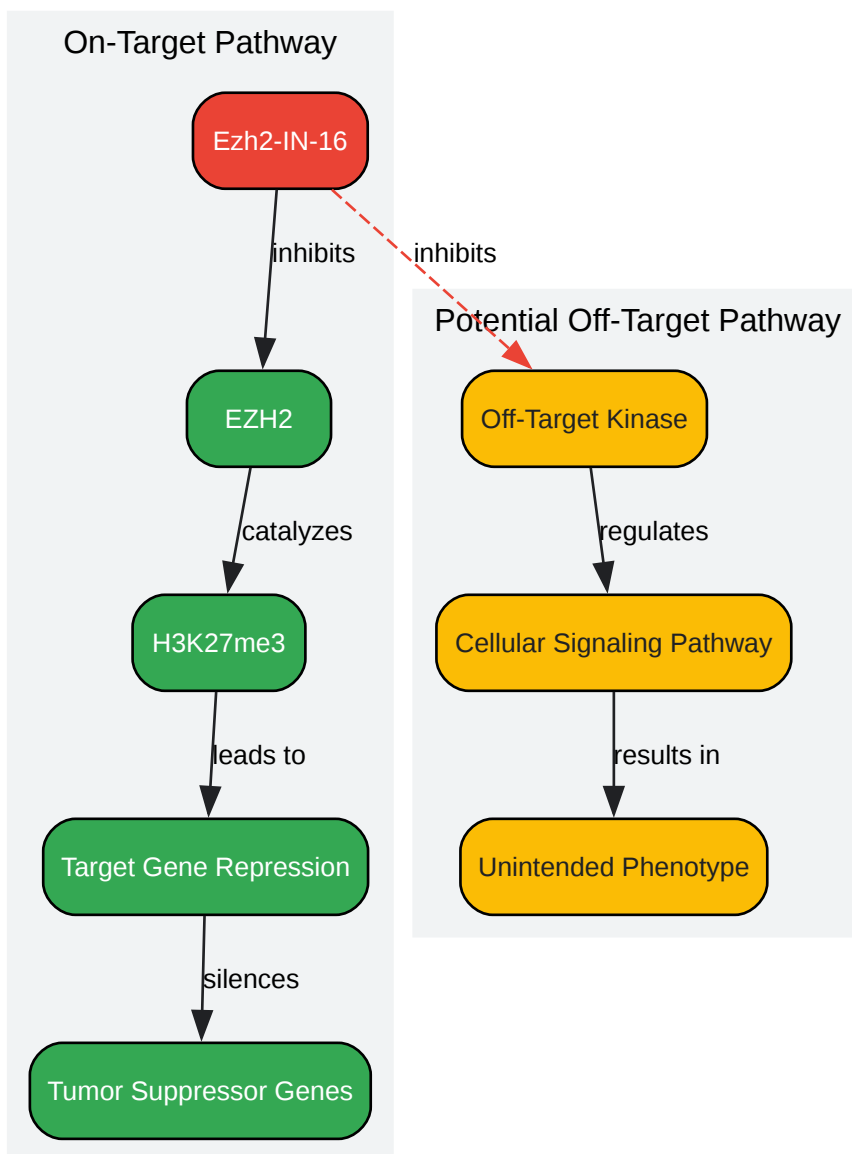 On-Target Pathway
Ezh2-IN-16
inhibits
EZH2
catalyzes
H3K27me3
leads to
Target Gene Repression
silences
Tumor Suppressor Genes
inhibits
Potential Off-Target Pathway
Off-Target Kinase
regulates
Cellular Signaling Pathway
results in
Unintended Phenotype